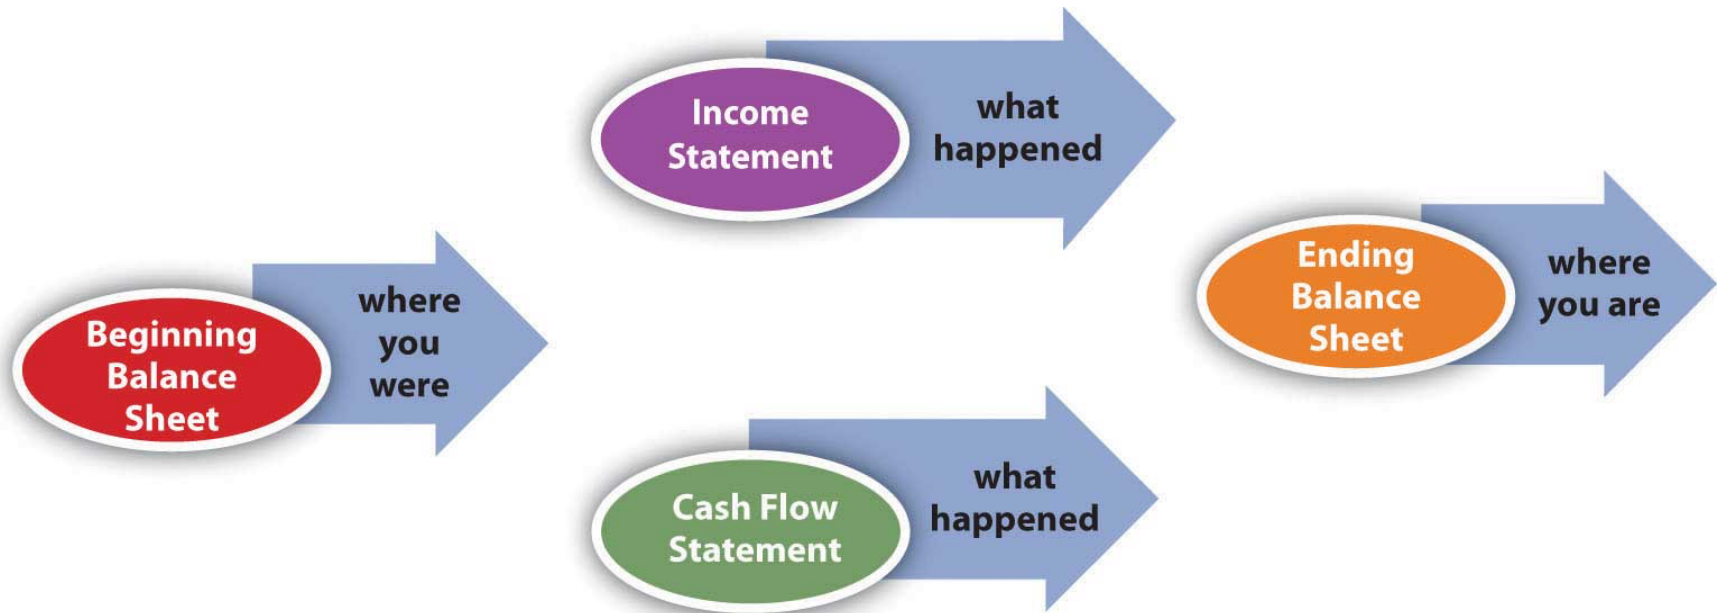 Beginning
Balance
Sheet
where
you
were
Income
Statement
what
happened
Cash Flow
Statement
what
happened
Ending
Balance
Sheet
where
you are